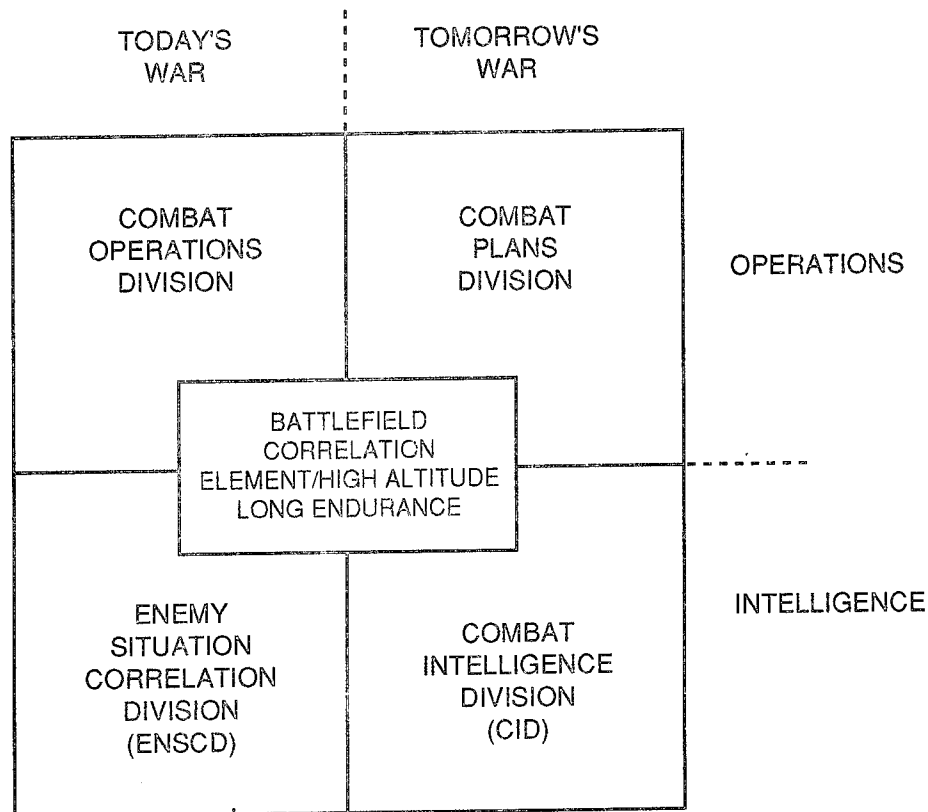 TODAY'S
WAR
TOMORROW'S
WAR
COMBAT
OPERATIONS
DIVISION
COMBAT
PLANS
DIVISION
OPERATIONS
BATTLEFIELD
CORRELATION
ELEMENT/HIGH ALTITUDE
LONG ENDURANCE
ENEMY
SITUATION
CORRELATION
DIVISION
(ENSCD)
COMBAT
INTELLIGENCE
DIVISION
(CID)
INTELLIGENCE